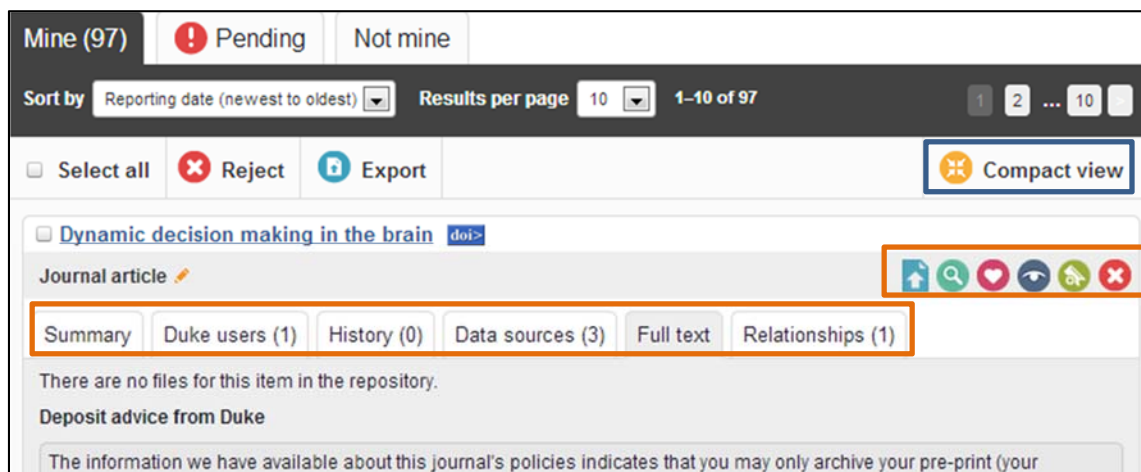 Mine (97) ! Pending Not mine
Sort by Reporting date (newest to oldest) Results per page 10 1–10 of 97 1 2 ... 10 >
Select all Reject Export Compact view
Dynamic decision making in the brain doi>
Journal article
Summary Duke users (1) History (0) Data sources (3) Full text Relationships (1)
There are no files for this item in the repository.
Deposit advice from Duke
The information we have available about this journal's policies indicates that you may only archive your pre-print (your